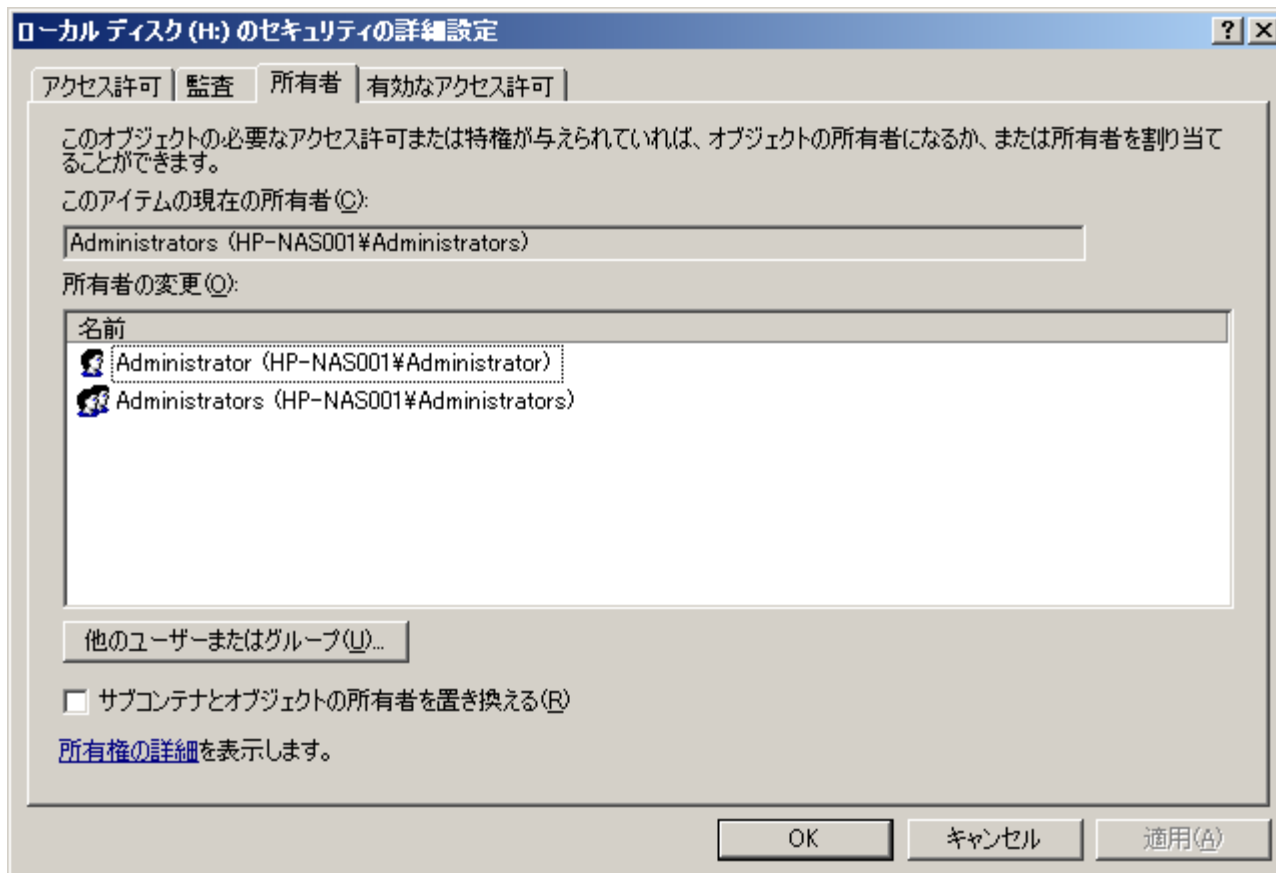 ローカル ディスク (H:) のセキュリティの詳細設定
アクセス許可 監査 所有者 有効なアクセス許可
このオブジェクトの必要なアクセス許可または特権が与えられていれば、オブジェクトの所有者になるか、または所有者を割り当て
ることができます。
このアイテムの現在の所有者(C):
Administrators (HP-NAS001¥Administrators)
所有者の変更(O):
名前
Administrator (HP-NAS001¥Administrator)
Administrators (HP-NAS001¥Administrators)
他のユーザーまたはグループ(U)...
サブコンテナとオブジェクトの所有者を置き換える(R)
所有権の詳細を表示します。
OK キャンセル 適用(A)